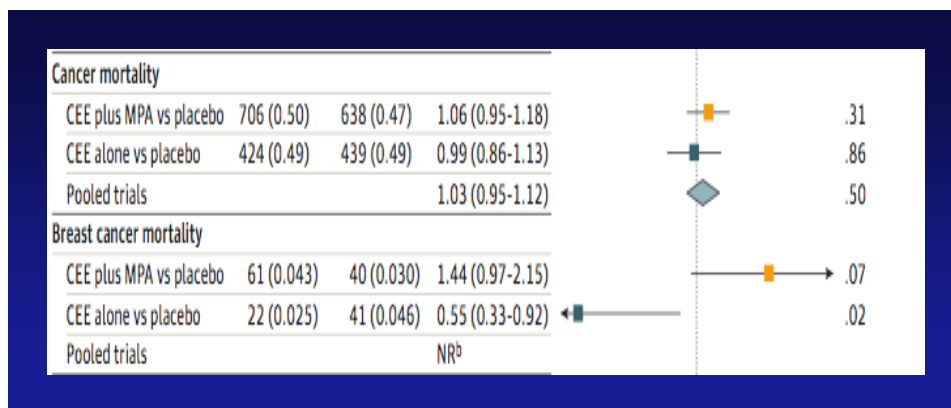 Cancer mortality
CEE plus MPA vs placebo 706 (0.50) 638 (0.47) 1.06 (0.95-1.18) .31
CEE alone vs placebo 424 (0.49) 439 (0.49) 0.99 (0.86-1.13) .86
Pooled trials 1.03 (0.95-1.12) .50
Breast cancer mortality
CEE plus MPA vs placebo 61 (0.043) 40 (0.030) 1.44 (0.97-2.15) .07
CEE alone vs placebo 22 (0.025) 41 (0.046) 0.55 (0.33-0.92) .02
Pooled trials NRᵇ